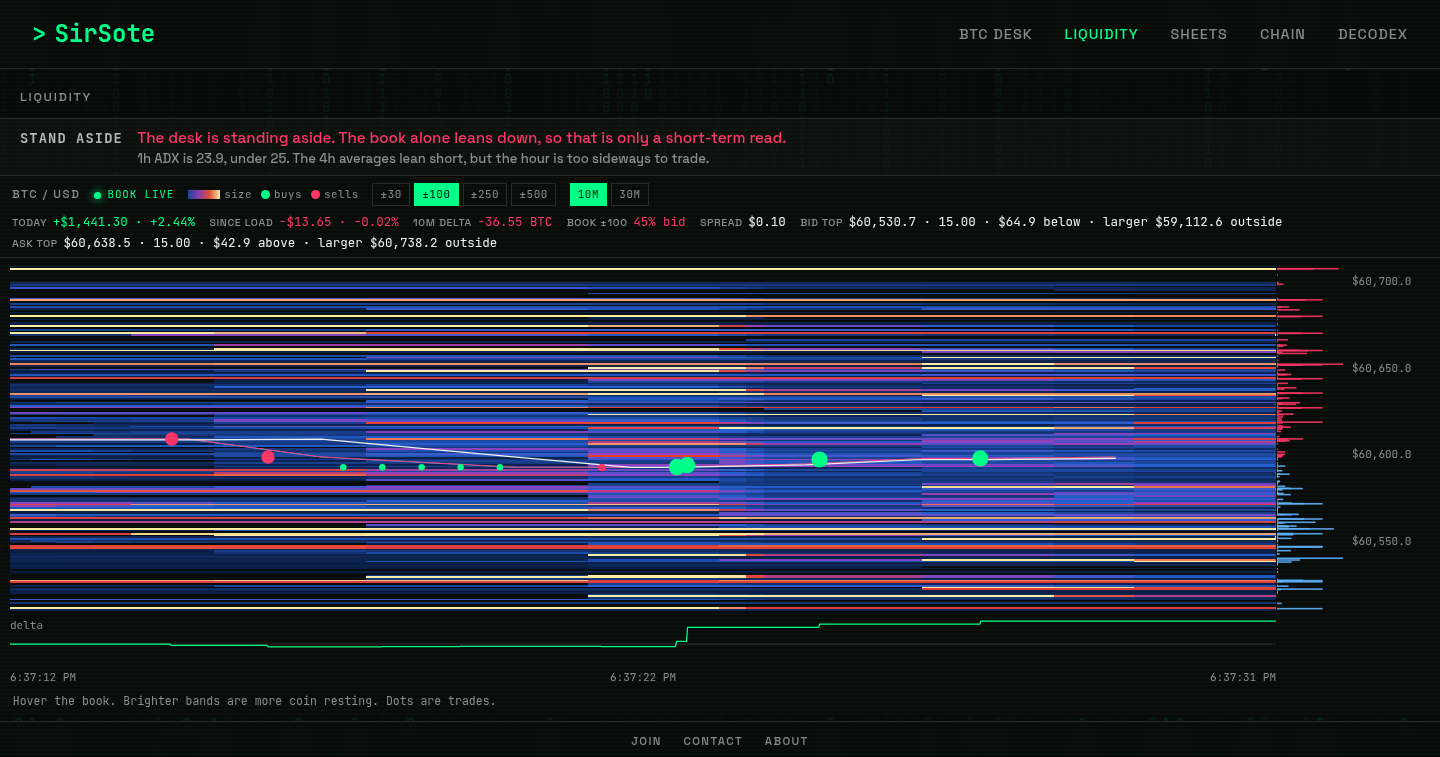 > SirSote
BTC DESK LIQUIDITY SHEETS CHAIN DECODEX
LIQUIDITY
STAND ASIDE The desk is standing aside. The book alone leans down, so that is only a short-term read.
1h ADX is 23.9, under 25. The 4h averages lean short, but the hour is too sideways to trade.
BTC / USD BOOK LIVE size buys sells ±30 ±100 ±250 ±500 10M 30M
TODAY +$1,441.30 · +2.44% SINCE LOAD -$13.65 · -0.02% 10M DELTA -36.55 BTC BOOK ±100 45% bid SPREAD $0.10 BID TOP $60,530.7 · 15.00 · $64.9 below · larger $59,112.6 outside
ASK TOP $60,638.5 · 15.00 · $42.9 above · larger $60,738.2 outside
$60,700.0
$60,650.0
$60,600.0
$60,550.0
delta
6:37:12 PM 6:37:22 PM 6:37:31 PM
Hover the book. Brighter bands are more coin resting. Dots are trades.
JOIN CONTACT ABOUT